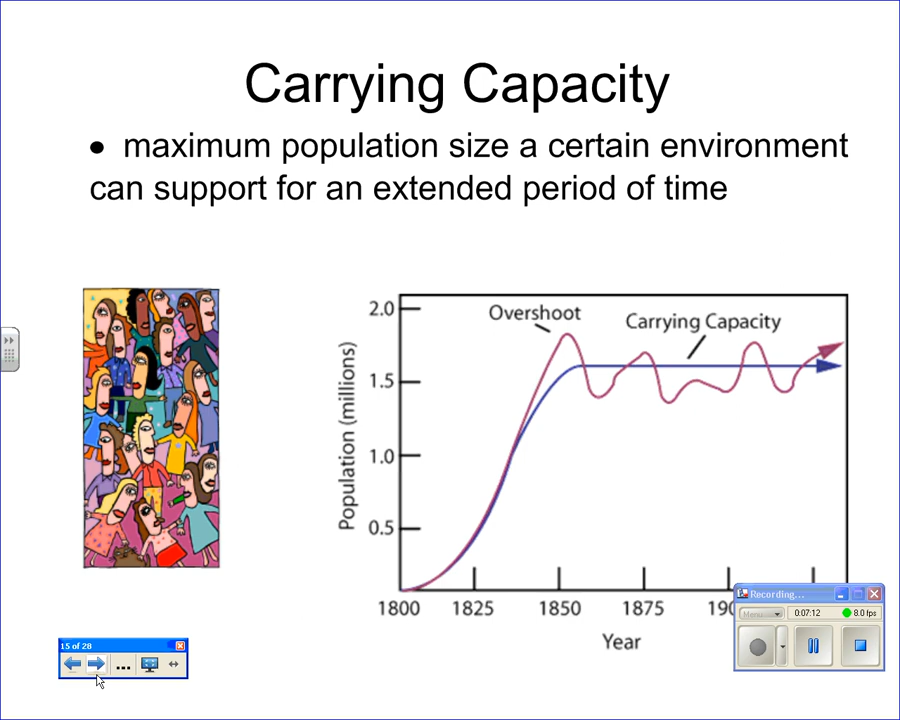 Carrying Capacity
• maximum population size a certain environment
can support for an extended period of time
2.0
Overshoot
Carrying Capacity
1.5
Population (millions)
1.0
0.5
1800 1825 1850 1875
Year
Recording...
Menu
0:07:12
8.0 fps
15 of 28
...